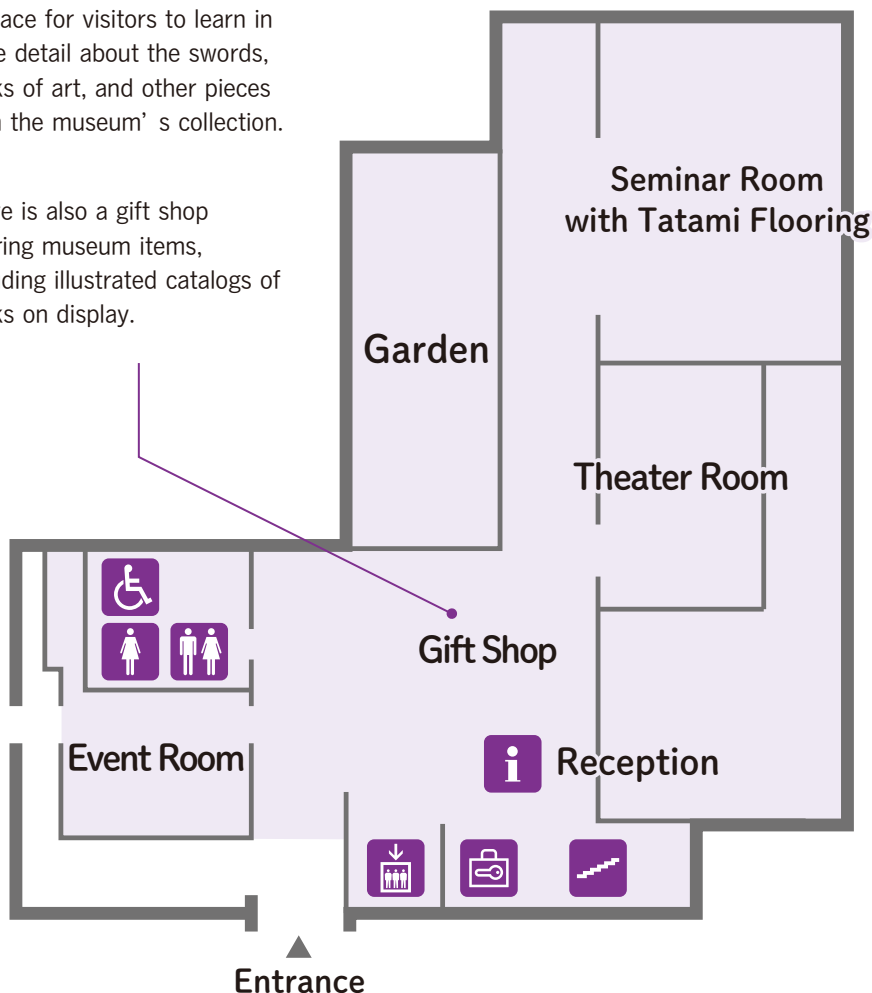 ace for visitors to learn in
e detail about the swords,
ks of art, and other pieces
the museum' s collection.
e is also a gift shop
ring museum items,
ding illustrated catalogs of
ks on display.
Seminar Room
with Tatami Flooring
Garden
Theater Room
Gift Shop
Event Room
Reception
Entrance